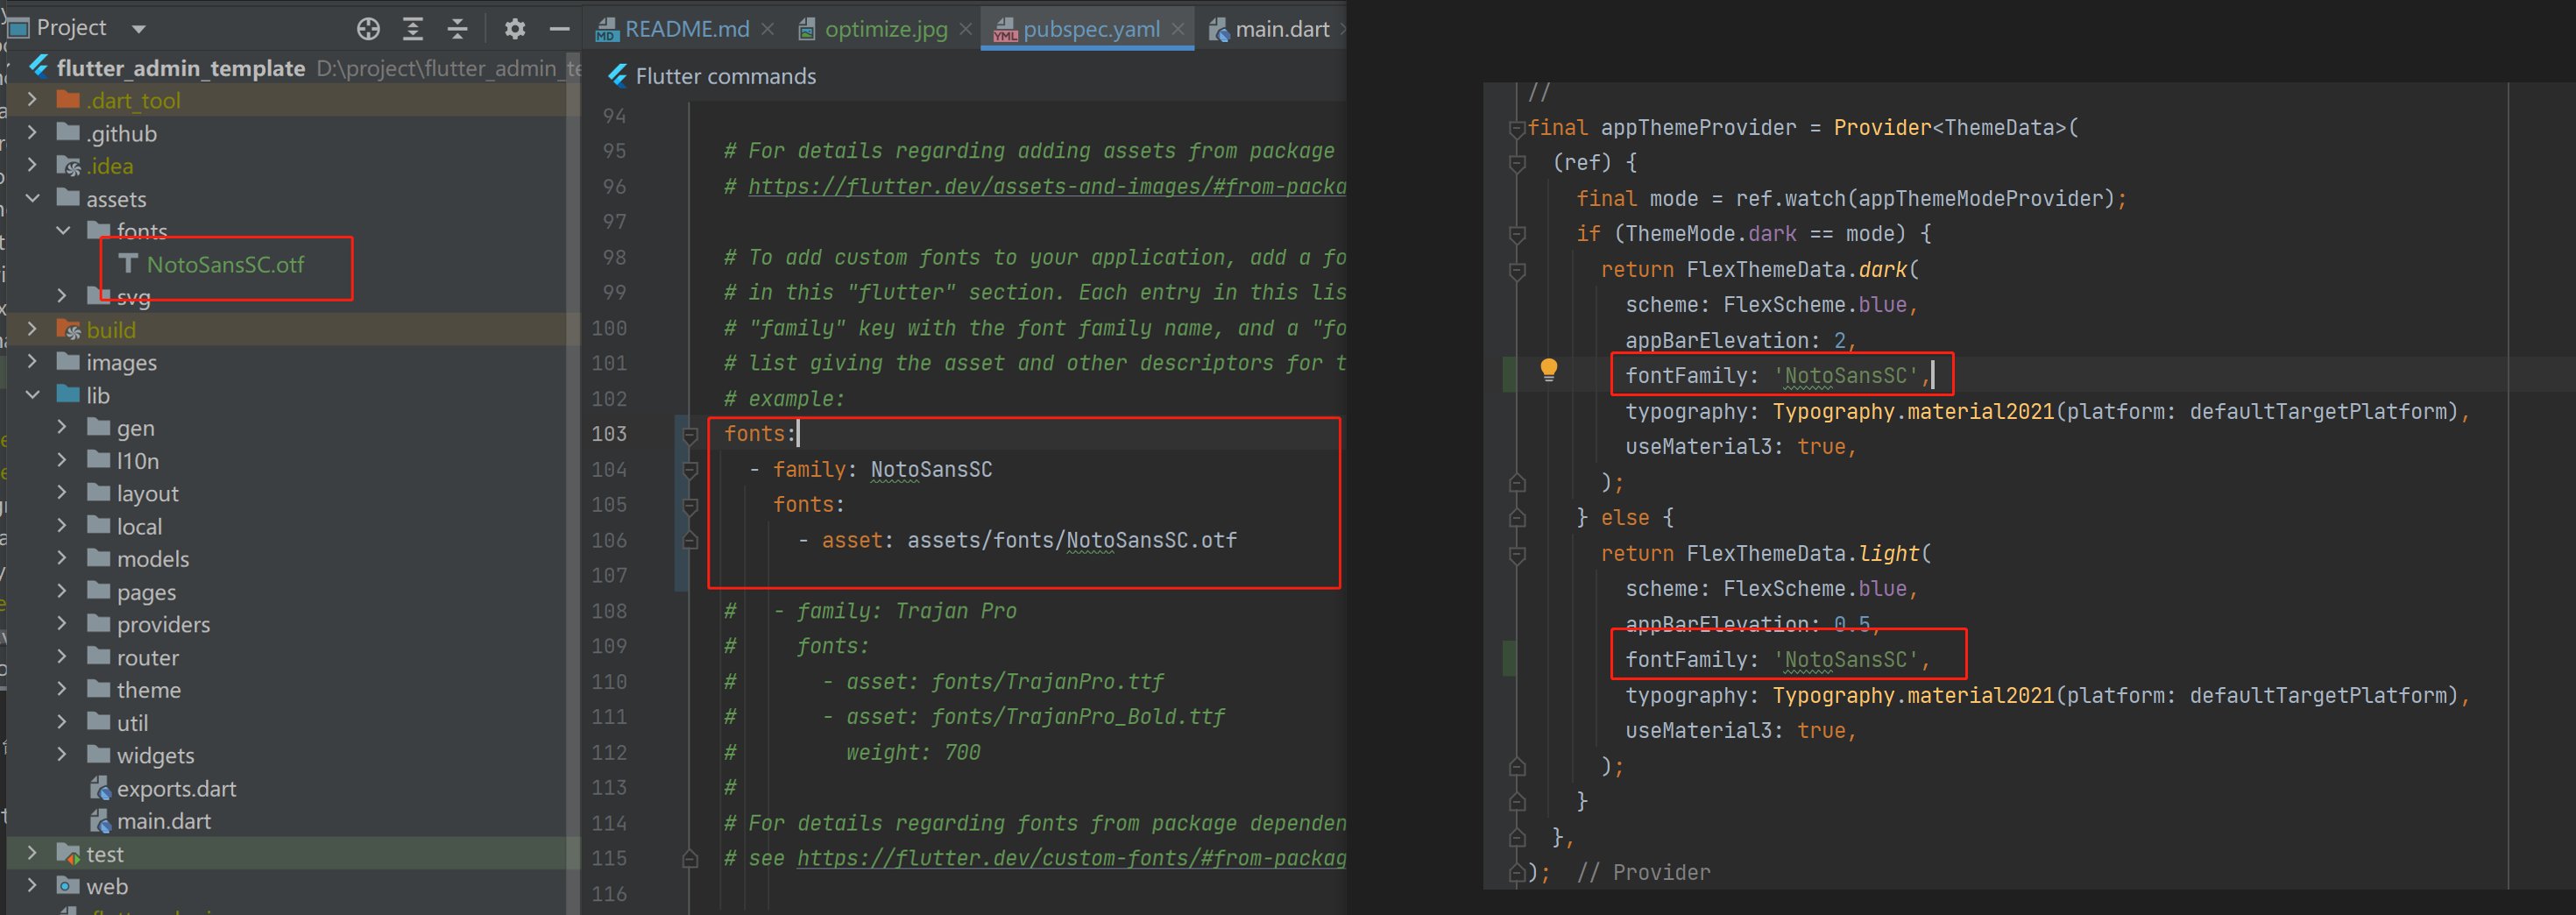 Project
flutter_admin_template D:\project\flutter_admin_te
.dart_tool
.github
.idea
assets
fonts
NotoSansSC.otf
svg
build
images
lib
gen
l10n
layout
local
models
pages
providers
router
theme
util
widgets
exports.dart
main.dart
test
web
README.md
optimize.jpg
pubspec.yaml
main.dart
Flutter commands
94
95 # For details regarding adding assets from package
96 # https://flutter.dev/assets-and-images/#from-packa
97
98 # To add custom fonts to your application, add a fo
99 # in this "flutter" section. Each entry in this lis
100 # "family" key with the font family name, and a "fo
101 # list giving the asset and other descriptors for t
102 # example:
103 fonts:
104 - family: NotoSansSC
105 fonts:
106 - asset: assets/fonts/NotoSansSC.otf
107
108 # - family: Trajan Pro
109 # fonts:
110 # - asset: fonts/TrajanPro.ttf
111 # - asset: fonts/TrajanPro_Bold.ttf
112 # weight: 700
113 #
114 # For details regarding fonts from package dependen
115 # see https://flutter.dev/custom-fonts/#from-packag
116
//
final appThemeProvider = Provider<ThemeData>(
(ref) {
final mode = ref.watch(appThemeModeProvider);
if (ThemeMode.dark == mode) {
return FlexThemeData.dark(
scheme: FlexScheme.blue,
appBarElevation: 2,
fontFamily: 'NotoSansSC',
typography: Typography.material2021(platform: defaultTargetPlatform),
useMaterial3: true,
);
} else {
return FlexThemeData.light(
scheme: FlexScheme.blue,
appBarElevation: 0.5,
fontFamily: 'NotoSansSC',
typography: Typography.material2021(platform: defaultTargetPlatform),
useMaterial3: true,
);
}
},
); // Provider